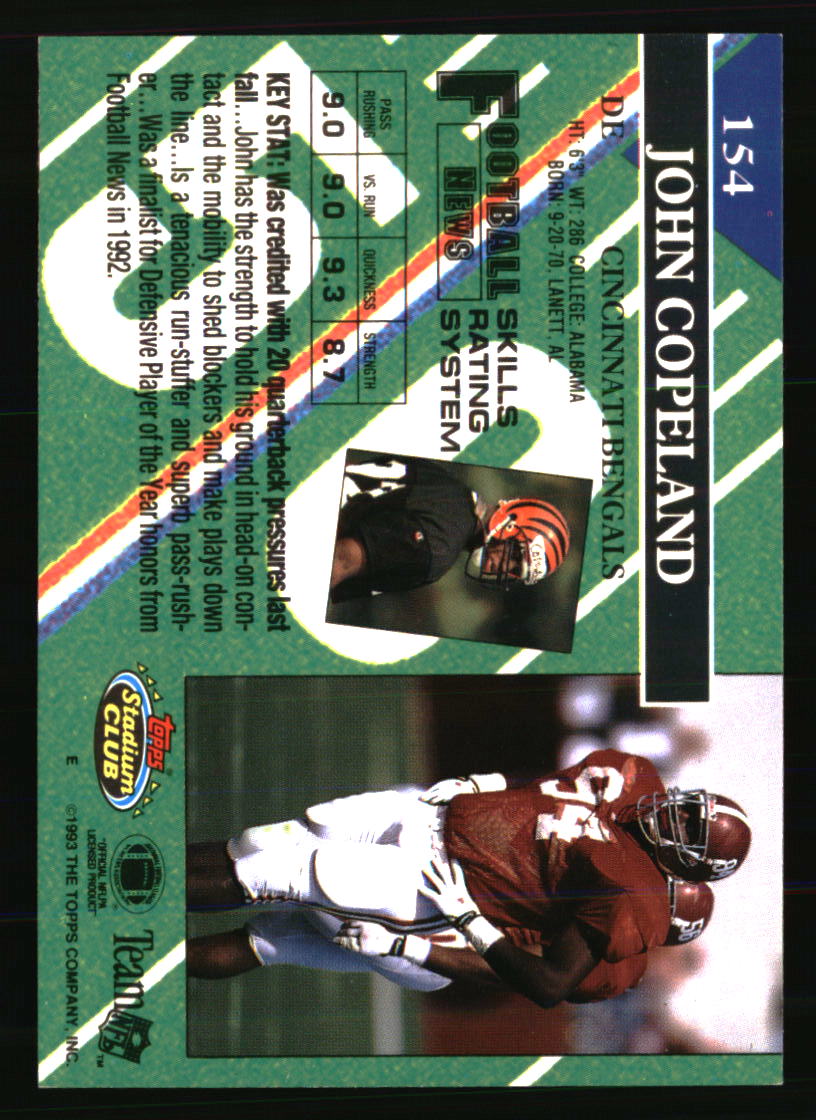 154
JOHN COPELAND
DE CINCINNATI BENGALS
HT: 6'3" WT: 286 COLLEGE: ALABAMA
BORN: 9-20-70, LANETT, AL
FOOTBALL
NEWS
SKILLS
RATING
SYSTEM
PASS RUSHING VS. RUN QUICKNESS STRENGTH
9.0 9.0 9.3 8.7
KEY STAT: Was credited with 20 quarterback pressures last
fall...John has the strength to hold his ground in head-on con-
tact and the mobility to shed blockers and make plays down
the line...Is a tenacious run-stuffer and superb pass-rush-
er...Was a finalist for Defensive Player of the Year honors from
Football News in 1992.
topps®
Stadium
CLUB
E
"OFFICIAL NFLPA
LICENSED PRODUCT"
Team NFL™
©1993 THE TOPPS COMPANY, INC.
56